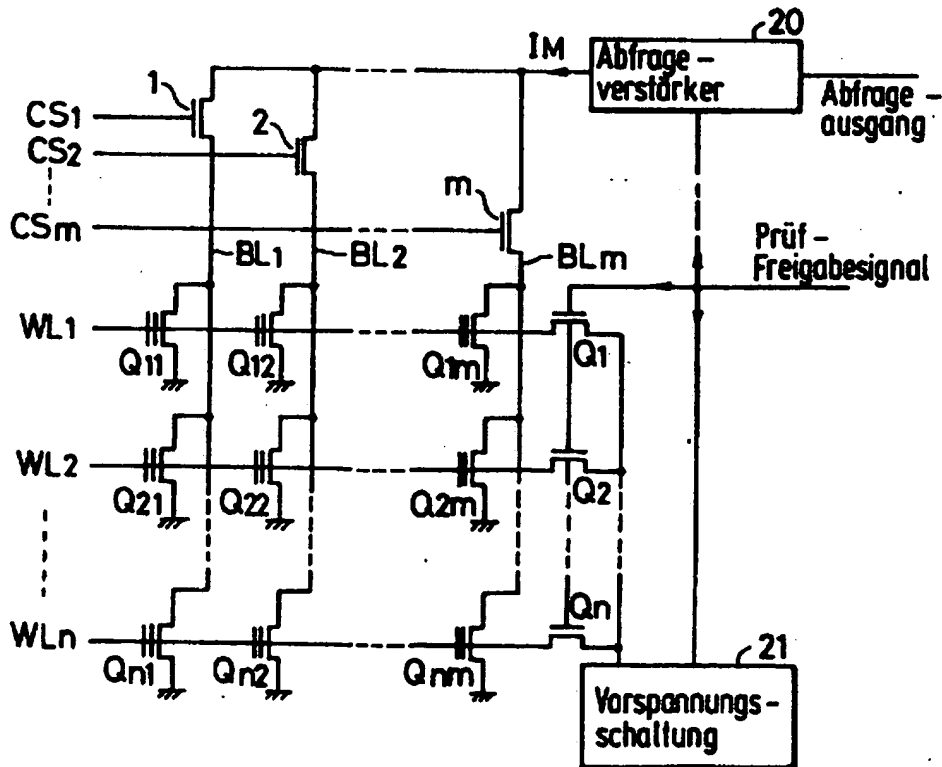 20
IM
Abfrage-
verstärker
Abfrage-
ausgang
1
CS1
2
CS2
m
CSm
BL1
BL2
BLm
Prüf-
Freigabesignal
WL1
Q11
Q12
Q1m
Q1
WL2
Q21
Q22
Q2m
Q2
Qn
WLn
Qn1
Qn2
Qnm
21
Vorspannungs-
schaltung